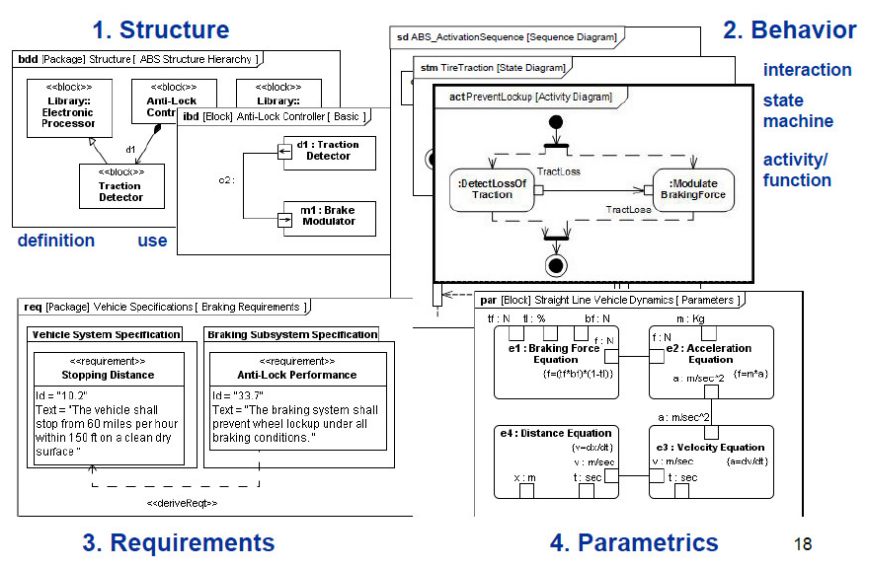 1. Structure
bdd [Package] Structure [ ABS Structure Hierarchy ]
<<block>>
Library::
Electronic
Processor
<<block>>
Anti-Lock
<<block>>
Library::
d1
<<block>>
Traction
Detector
definition
use
ibd [Block] Anti-Lock Controller [ Basic ]
d1 : Traction
Detector
c2 :
m1 : Brake
Modulator
2. Behavior
interaction
state
machine
activity/
function
sd ABS_ActivationSequence [Sequence Diagram]
stm TireTraction [State Diagram]
act PreventLockup [Activity Diagram]
:DetectLossOf
Traction
TractLoss
:Modulate
BrakingForce
TractLoss
req [Package] Vehicle Specifications [ Braking Requirements ]
Vehicle System Specification
<<requirement>>
Stopping Distance
Id = "10.2"
Text = "The vehicle shall
stop from 60 miles per hour
within 150 ft on a clean dry
surface "
Braking Subsystem Specification
<<requirement>>
Anti-Lock Performance
Id = "33.7"
Text = "The braking system shall
prevent wheel lockup under all
braking conditions. "
<<deriveReqt>>
3. Requirements
par [Block] Straight Line Vehicle Dynamics [ Parameters ]
tf : N tl : % bf : N
f : N
e1 : Braking Force
Equation
{f=(tf*bf)*(1-tl)}
m : Kg
f : N
e2 : Acceleration
Equation
a : m/sec^2 {f=m*a}
a : m/sec^2
e4 : Distance Equation
{v=dx/dt}
v : m/sec
x : m t : sec
e3 : Velocity Equation
v : m/sec {a=dv/dt}
t : sec
4. Parametrics
18